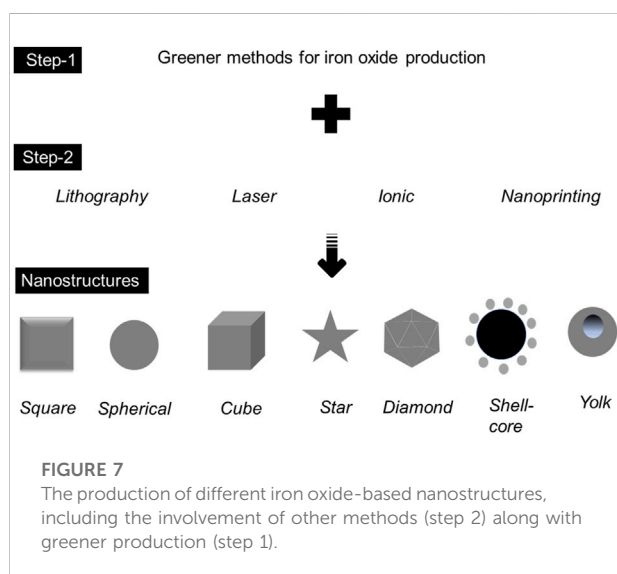 Step-1 Greener methods for iron oxide production
Step-2
Lithography Laser Ionic Nanoprinting
Nanostructures
Square Spherical Cube Star Diamond Shell-
core Yolk
FIGURE 7
The production of different iron oxide-based nanostructures,
including the involvement of other methods (step 2) along with
greener production (step 1).